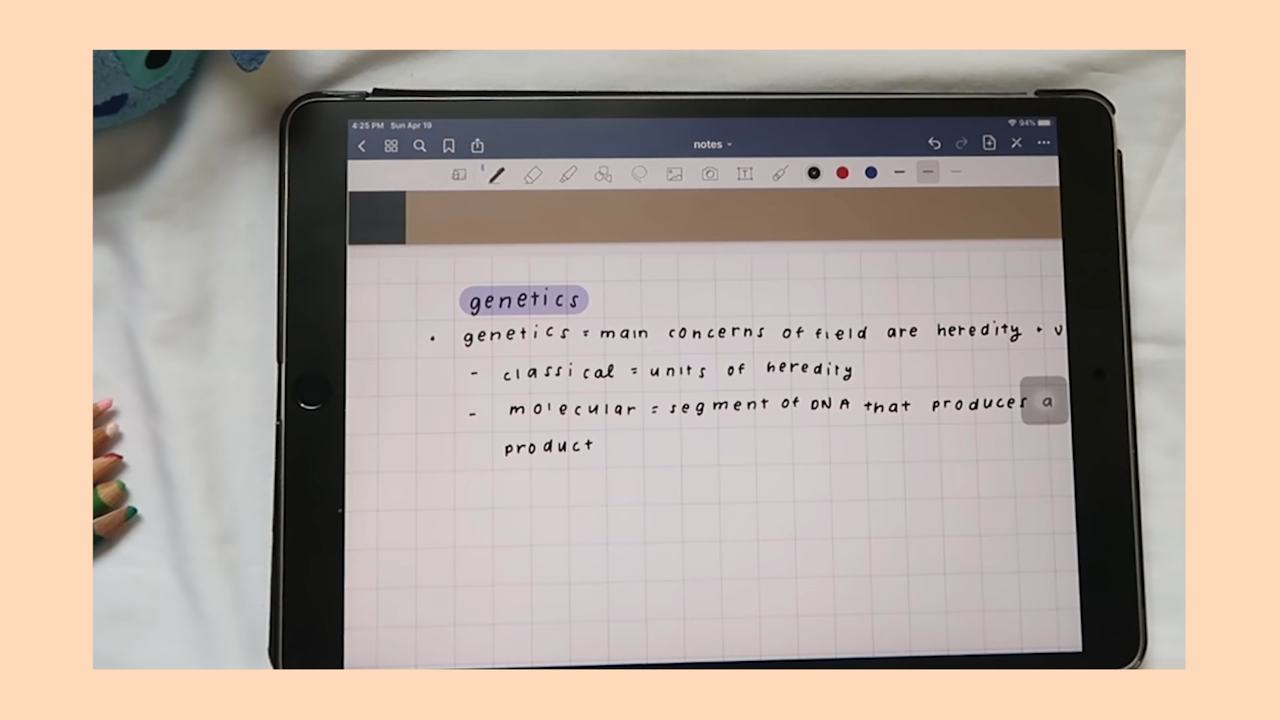 4:25 PM Sun Apr 19
94%
notes
genetics
• genetics = main concerns of field are heredity + v
- classical = units of heredity
- molecular = segment of DNA that produces a
product